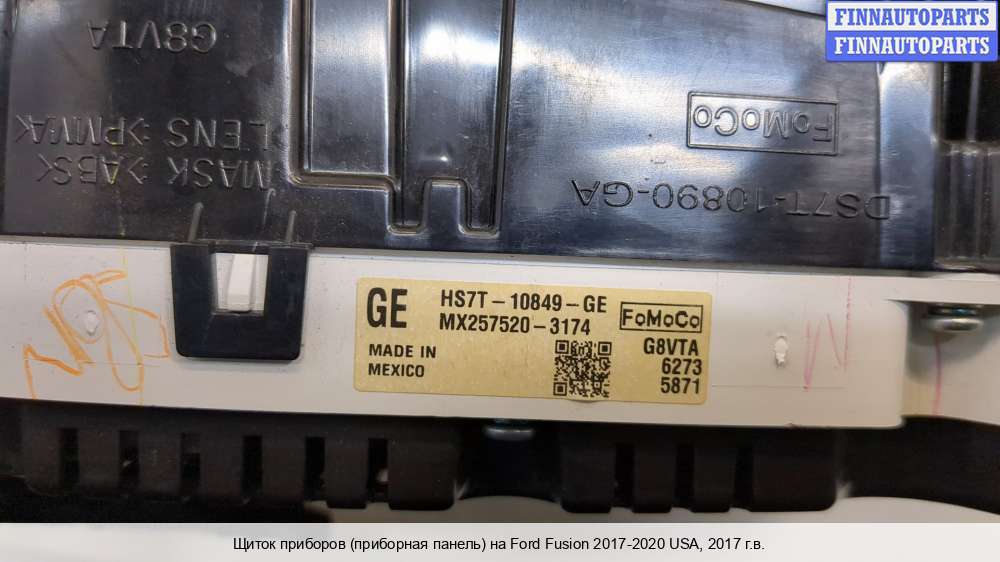 FINNAUTOPARTS
FINNAUTOPARTS
G8VTA
LENS >PMMA<
MASK >ABS<
FoMoCo
DS7T-10890-GA
GE
HS7T-10849-GE
MX257520-3174
FoMoCo
MADE IN
MEXICO
G8VTA
6273
5871
Щиток приборов (приборная панель) на Ford Fusion 2017-2020 USA, 2017 г.в.